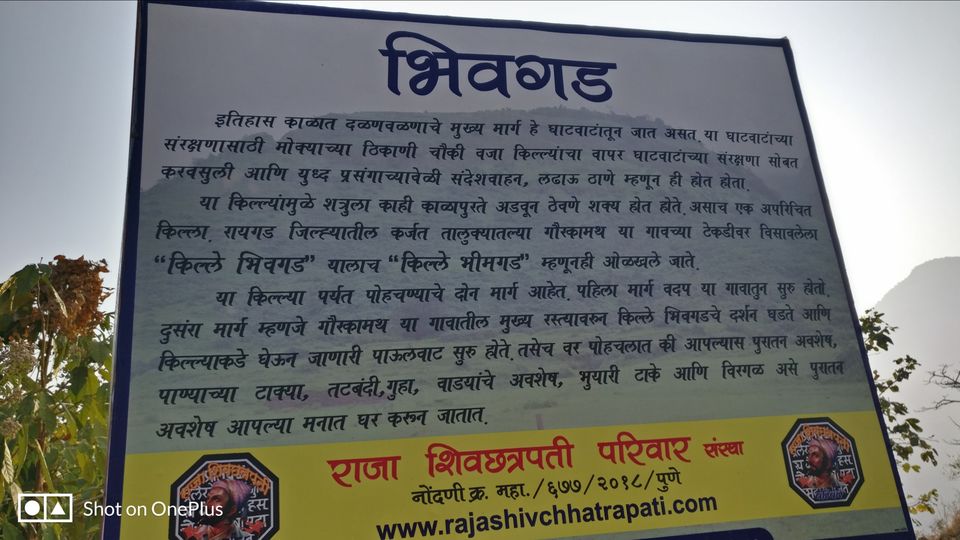 भिवगड
इतिहास काळात दळणवळणाचे मुख्य मार्ग हे घाटवाटांतून जात असत. या घाटवाटांच्या
संरक्षणासाठी मोक्याच्या ठिकाणी चौकी वजा किल्ल्यांचा वापर घाटवाटांच्या संरक्षणा सोबत
करवसुली आणि युध्द प्रसंगाच्यावेळी संदेशवाहन, लढाऊ ठाणे म्हणून ही होत होता.
या किल्ल्यांमुळे शत्रुला काही काळापुरते अडवून ठेवणे शक्य होत होते. असाच एक अपरिचित
किल्ला. रायगड जिल्ह्यातील कर्जत तालुक्यातल्या गौरकामथ या गावच्या टेकडीवर विसावलेला
“किल्ले भिवगड” यालाच “किल्ले भीमगड” म्हणूनही ओळखले जाते.
या किल्ल्या पर्यत पोहचण्याचे दोन मार्ग आहेत. पहिला मार्ग वदप या गावातुन सुरु होतो.
दुसंरा मार्ग म्हणजे गौरकामथ या गावातील मुख्य रस्त्यावरुन किल्ले भिवगडचे दर्शन घडते आणि
किल्ल्याकडे घेऊन जाणारी पाऊलवाट सुरु होते. तसेच वर पोहचलात की आपल्यास पुरातन अवशेष,
पाण्याच्या टाक्या, तटबंदी, गुहा, वाडयांचे अवशेष, भुयारी टाके आणि विरगळ असे पुरातन
अवशेष आपल्या मनात घर करून जातात.
राजा शिवछत्रपती परिवार संस्था
नोंदणी क्र. महा./६७७/२०१८/पुणे
www.rajashivchhatrapati.com
Shot on OnePlus